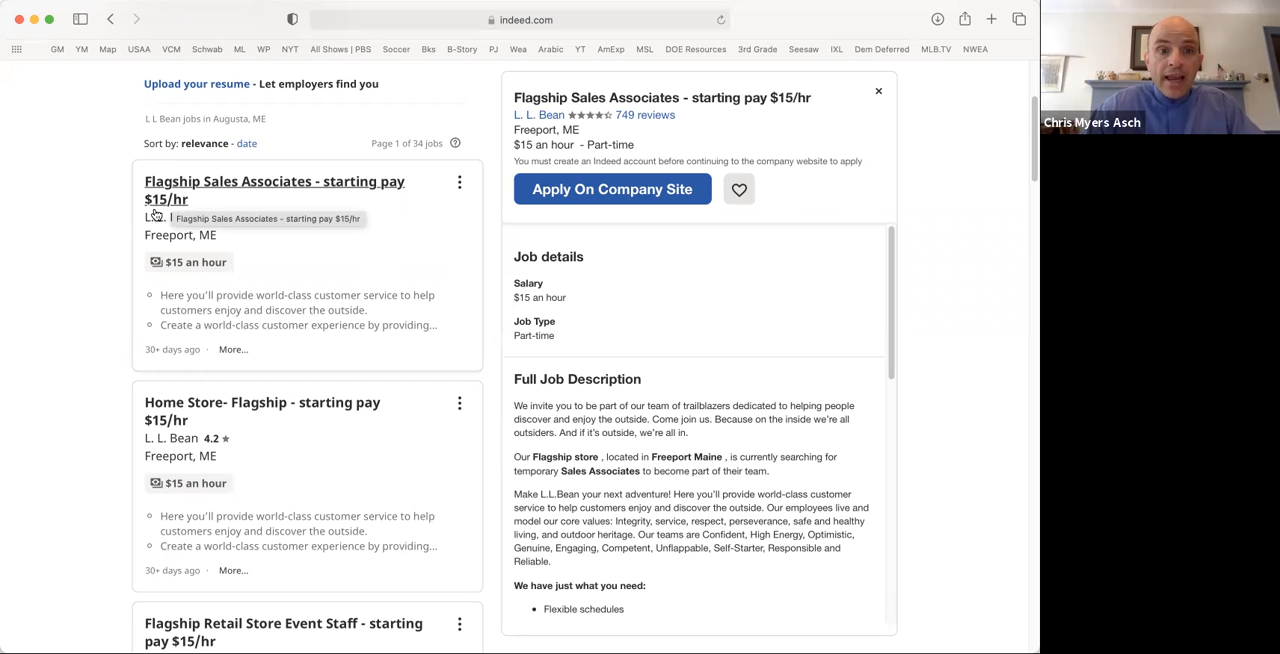 indeed.com
GM YM Map USAA VCM Schwab ML WP NYT All Shows | PBS Soccer Bks B-Story PJ Wea Arabic YT AmExp MSL DOE Resources 3rd Grade Seesaw IXL Dem Deferred MLB.TV NWEA
Upload your resume - Let employers find you
L L Bean jobs in Augusta, ME
Sort by: relevance - date
Page 1 of 34 jobs
Flagship Sales Associates - starting pay
$15/hr
Flagship Sales Associates - starting pay $15/hr
Freeport, ME
$15 an hour
Here you'll provide world-class customer service to help
customers enjoy and discover the outside.
Create a world-class customer experience by providing...
30+ days ago · More...
Home Store- Flagship - starting pay
$15/hr
L. L. Bean 4.2 ★
Freeport, ME
$15 an hour
Here you'll provide world-class customer service to help
customers enjoy and discover the outside.
Create a world-class customer experience by providing...
30+ days ago · More...
Flagship Retail Store Event Staff - starting
pay $15/hr
Flagship Sales Associates - starting pay $15/hr
L. L. Bean 749 reviews
Freeport, ME
$15 an hour - Part-time
You must create an Indeed account before continuing to the company website to apply
Apply On Company Site
Job details
Salary
$15 an hour
Job Type
Part-time
Full Job Description
We invite you to be part of our team of trailblazers dedicated to helping people
discover and enjoy the outside. Come join us. Because on the inside we're all
outsiders. And if it's outside, we're all in.
Our Flagship store , located in Freeport Maine , is currently searching for
temporary Sales Associates to become part of their team.
Make L.L.Bean your next adventure! Here you'll provide world-class customer
service to help customers enjoy and discover the outside. Our employees live and
model our core values: Integrity, service, respect, perseverance, safe and healthy
living, and outdoor heritage. Our teams are Confident, High Energy, Optimistic,
Genuine, Engaging, Competent, Unflappable, Self-Starter, Responsible and
Reliable.
We have just what you need:
• Flexible schedules
Chris Myers Asch